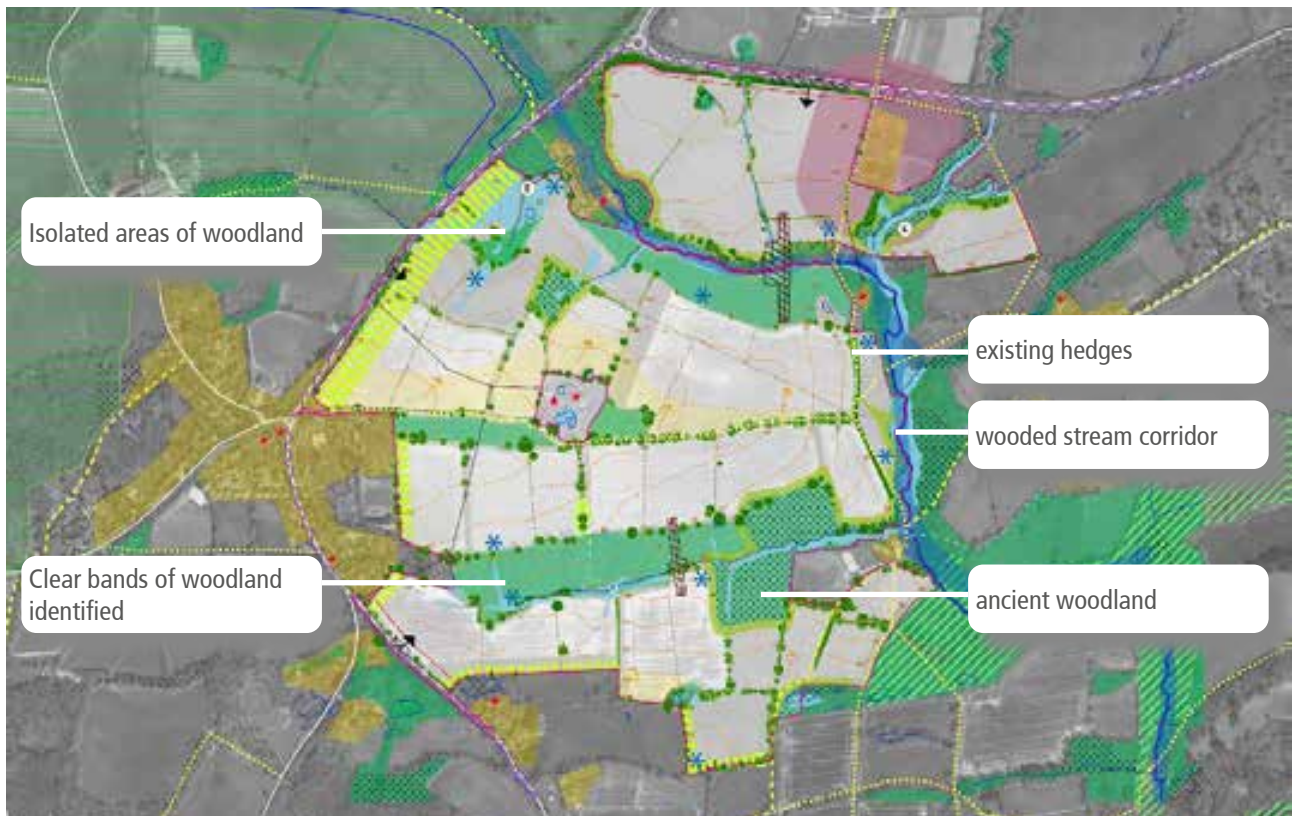 Isolated areas of woodland
existing hedges
wooded stream corridor
Clear bands of woodland
identified
ancient woodland